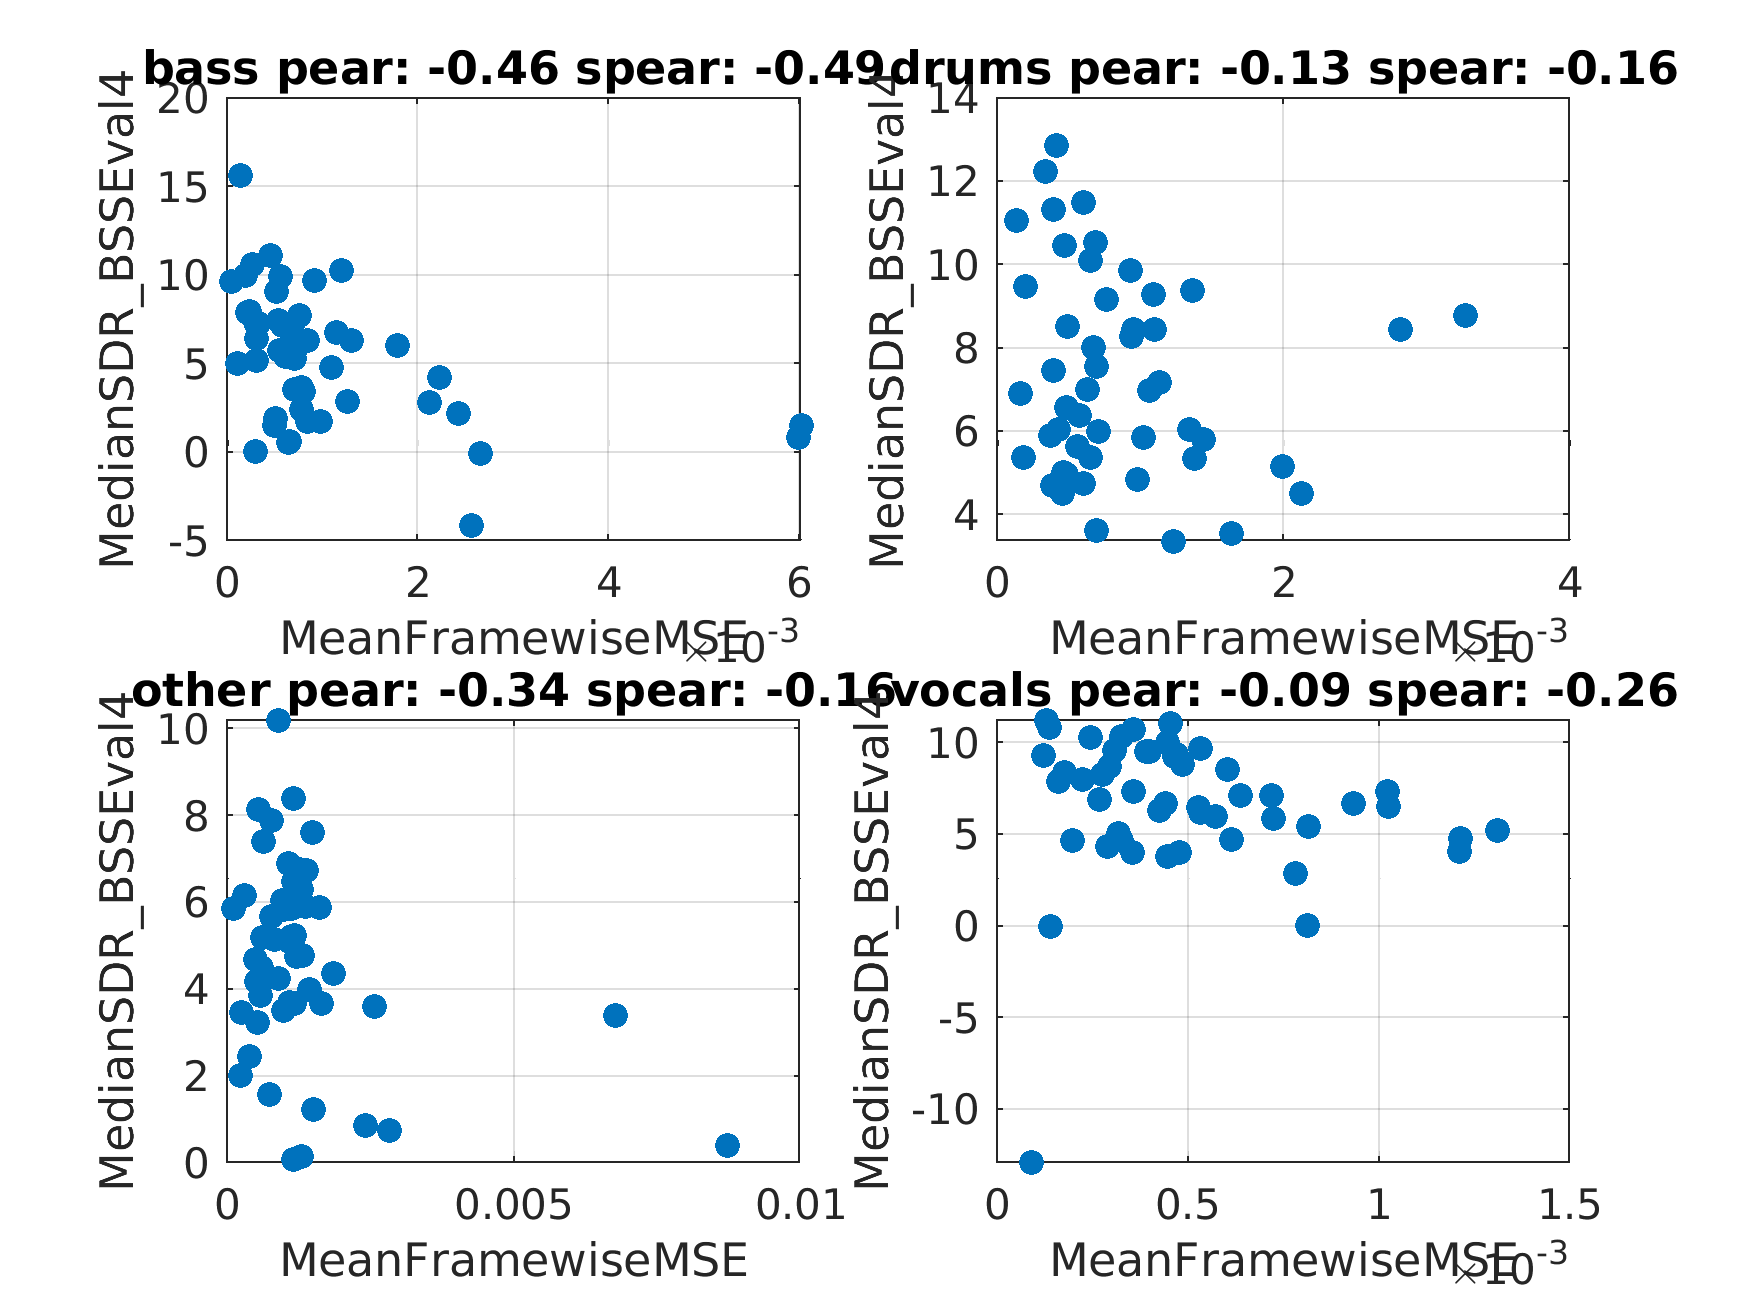 bass pear: -0.46 spear: -0.49
MedianSDR_BSSEval4
20
15
10
5
0
-5
0 2 4 6
MeanFramewiseMSE
×10-3
drums pear: -0.13 spear: -0.16
MedianSDR_BSSEval4
14
12
10
8
6
4
0 2 4
MeanFramewiseMSE
×10-3
other pear: -0.34 spear: -0.16
MedianSDR_BSSEval4
10
8
6
4
2
0
0 0.005 0.01
MeanFramewiseMSE
vocals pear: -0.09 spear: -0.26
MedianSDR_BSSEval4
10
5
0
-5
-10
0 0.5 1 1.5
MeanFramewiseMSE
×10-3